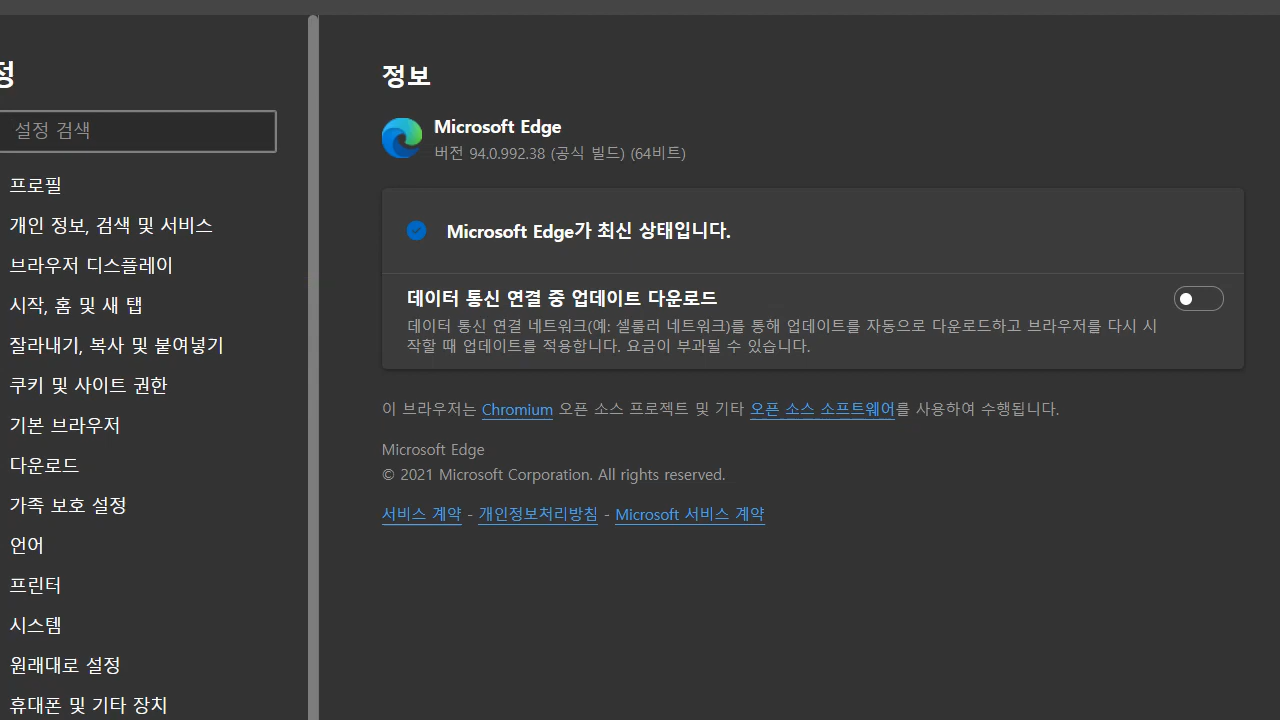 정
설정 검색
프로필
개인 정보, 검색 및 서비스
브라우저 디스플레이
시작, 홈 및 새 탭
잘라내기, 복사 및 붙여넣기
쿠키 및 사이트 권한
기본 브라우저
다운로드
가족 보호 설정
언어
프린터
시스템
원래대로 설정
휴대폰 및 기타 장치
정보
Microsoft Edge
버전 94.0.992.38 (공식 빌드) (64비트)
Microsoft Edge가 최신 상태입니다.
데이터 통신 연결 중 업데이트 다운로드
데이터 통신 연결 네트워크(예: 셀룰러 네트워크)를 통해 업데이트를 자동으로 다운로드하고 브라우저를 다시 시
작할 때 업데이트를 적용합니다. 요금이 부과될 수 있습니다.
이 브라우저는 Chromium 오픈 소스 프로젝트 및 기타 오픈 소스 소프트웨어를 사용하여 수행됩니다.
Microsoft Edge
© 2021 Microsoft Corporation. All rights reserved.
서비스 계약 - 개인정보처리방침 - Microsoft 서비스 계약